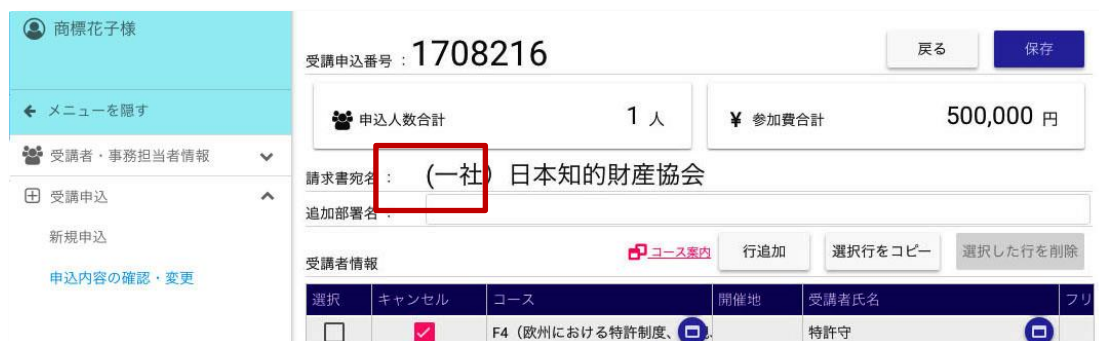 商標花子様
メニューを隠す
受講者・事務担当者情報
受講申込
新規申込
申込内容の確認・変更
受講申込番号 : 1708216
戻る
保存
申込人数合計 1 人
¥ 参加費合計 500,000 円
請求書宛名 : (一社) 日本知的財産協会
追加部署名 :
受講者情報
コース案内
行追加
選択行をコピー
選択した行を削除
選択 キャンセル コース 開催地 受講者氏名 フリ
F4（欧州における特許制度、 特許守